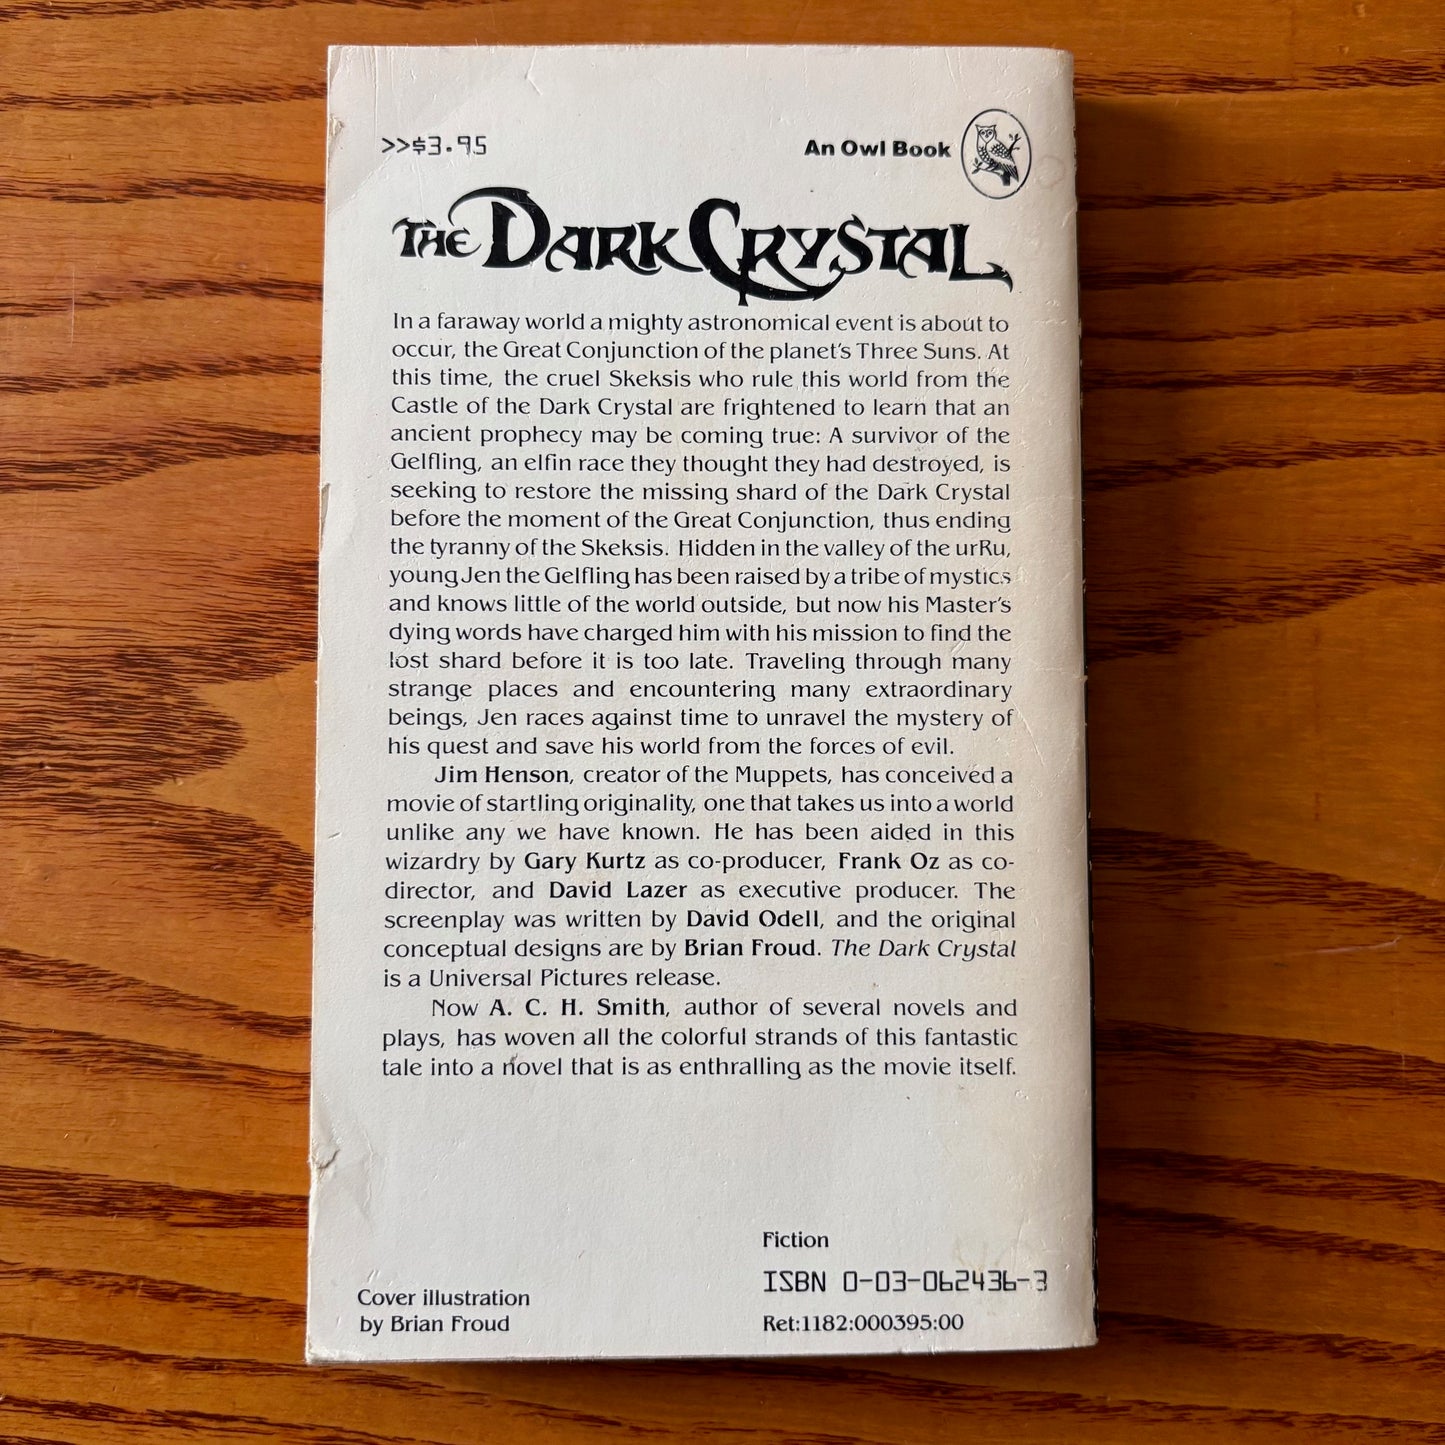 >>$3.95
An Owl Book
THE DARK CRYSTAL
In a faraway world a mighty astronomical event is about to
occur, the Great Conjunction of the planet's Three Suns. At
this time, the cruel Skeksis who rule this world from the
Castle of the Dark Crystal are frightened to learn that an
ancient prophecy may be coming true: A survivor of the
Gelfling, an elfin race they thought they had destroyed, is
seeking to restore the missing shard of the Dark Crystal
before the moment of the Great Conjunction, thus ending
the tyranny of the Skeksis. Hidden in the valley of the urRu,
young Jen the Gelfling has been raised by a tribe of mystics
and knows little of the world outside, but now his Master's
dying words have charged him with his mission to find the
lost shard before it is too late. Traveling through many
strange places and encountering many extraordinary
beings, Jen races against time to unravel the mystery of
his quest and save his world from the forces of evil.
Jim Henson, creator of the Muppets, has conceived a
movie of startling originality, one that takes us into a world
unlike any we have known. He has been aided in this
wizardry by Gary Kurtz as co-producer, Frank Oz as co-
director, and David Lazer as executive producer. The
screenplay was written by David Odell, and the original
conceptual designs are by Brian Froud. The Dark Crystal
is a Universal Pictures release.
Now A. C. H. Smith, author of several novels and
plays, has woven all the colorful strands of this fantastic
tale into a novel that is as enthralling as the movie itself.
Fiction
ISBN 0-03-062436-3
Ret:1182:000395:00
Cover illustration
by Brian Froud